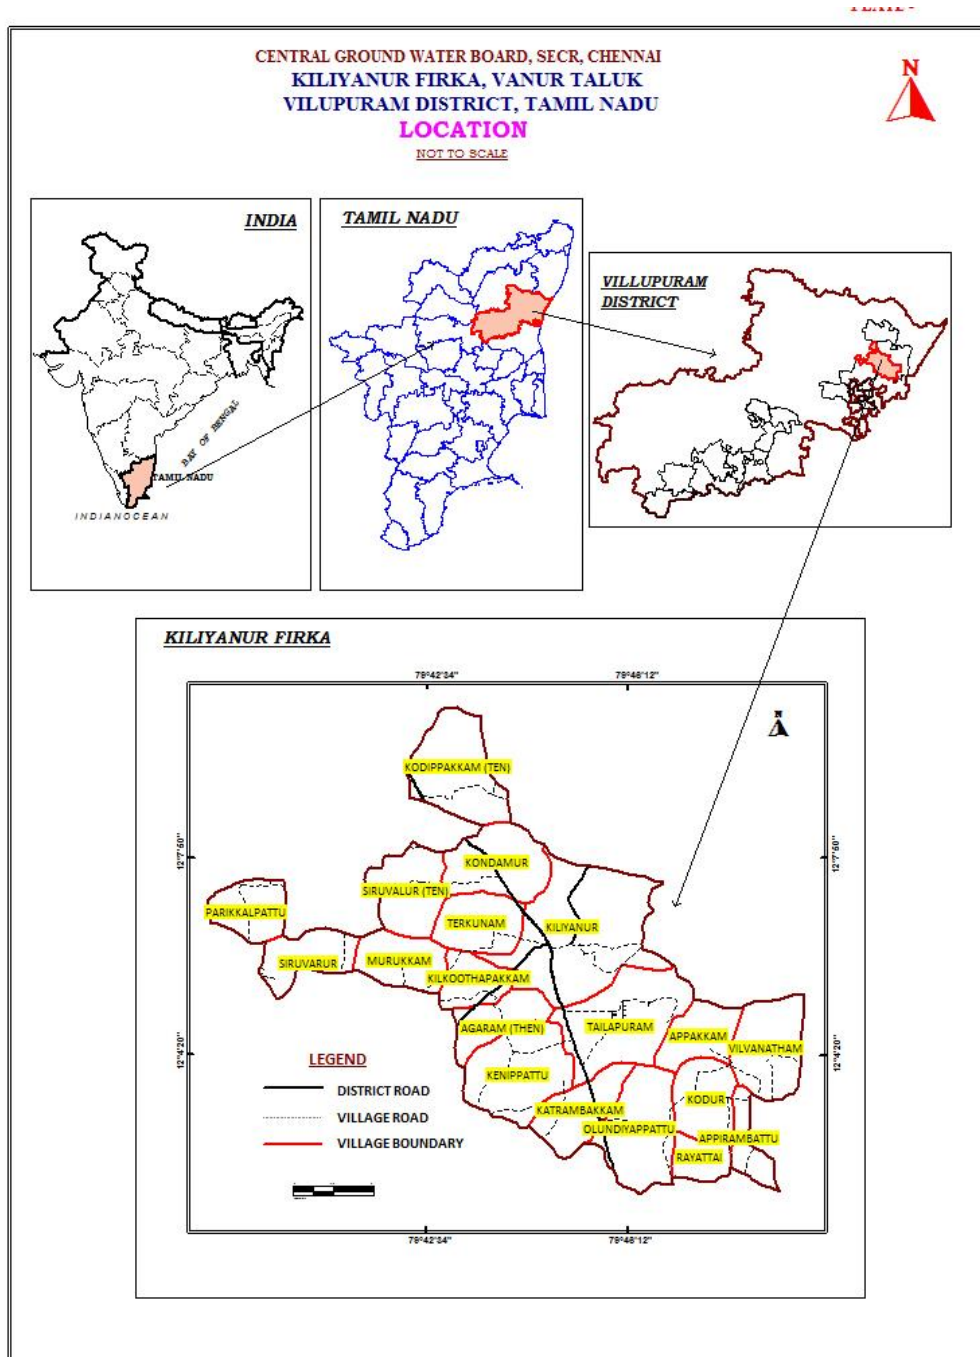 CENTRAL GROUND WATER BOARD, SECR, CHENNAI
KILIYANUR FIRKA, VANUR TALUK
VILUPURAM DISTRICT, TAMIL NADU
LOCATION
NOT TO SCALE
N
INDIA
BAY OF BENGAL
TAMIL NADU
INDIANOCEAN
TAMIL NADU
VILLUPURAM
DISTRICT
KILIYANUR FIRKA
79°42'34"
79°46'12"
N
KODIPPAKKAM (TEN)
12°7'50"
12°7'50"
KONDAMUR
SIRUVALUR (TEN)
PARIKKALPATTU
TERKUNAM
KILIYANUR
SIRUVARUR
MURUKKAM
KILKOOTHAPAKKAM
AGARAM (THEN)
TAILAPURAM
APPAKKAM
VILVANATHAM
12°4'20"
12°4'20"
KENIPPATTU
KODUR
KATRAMBAKKAM
OLUNDIYAPPATTU
APPIRAMBATTU
RAYATTAI
LEGEND
DISTRICT ROAD
VILLAGE ROAD
VILLAGE BOUNDARY
79°42'34"
79°46'12"